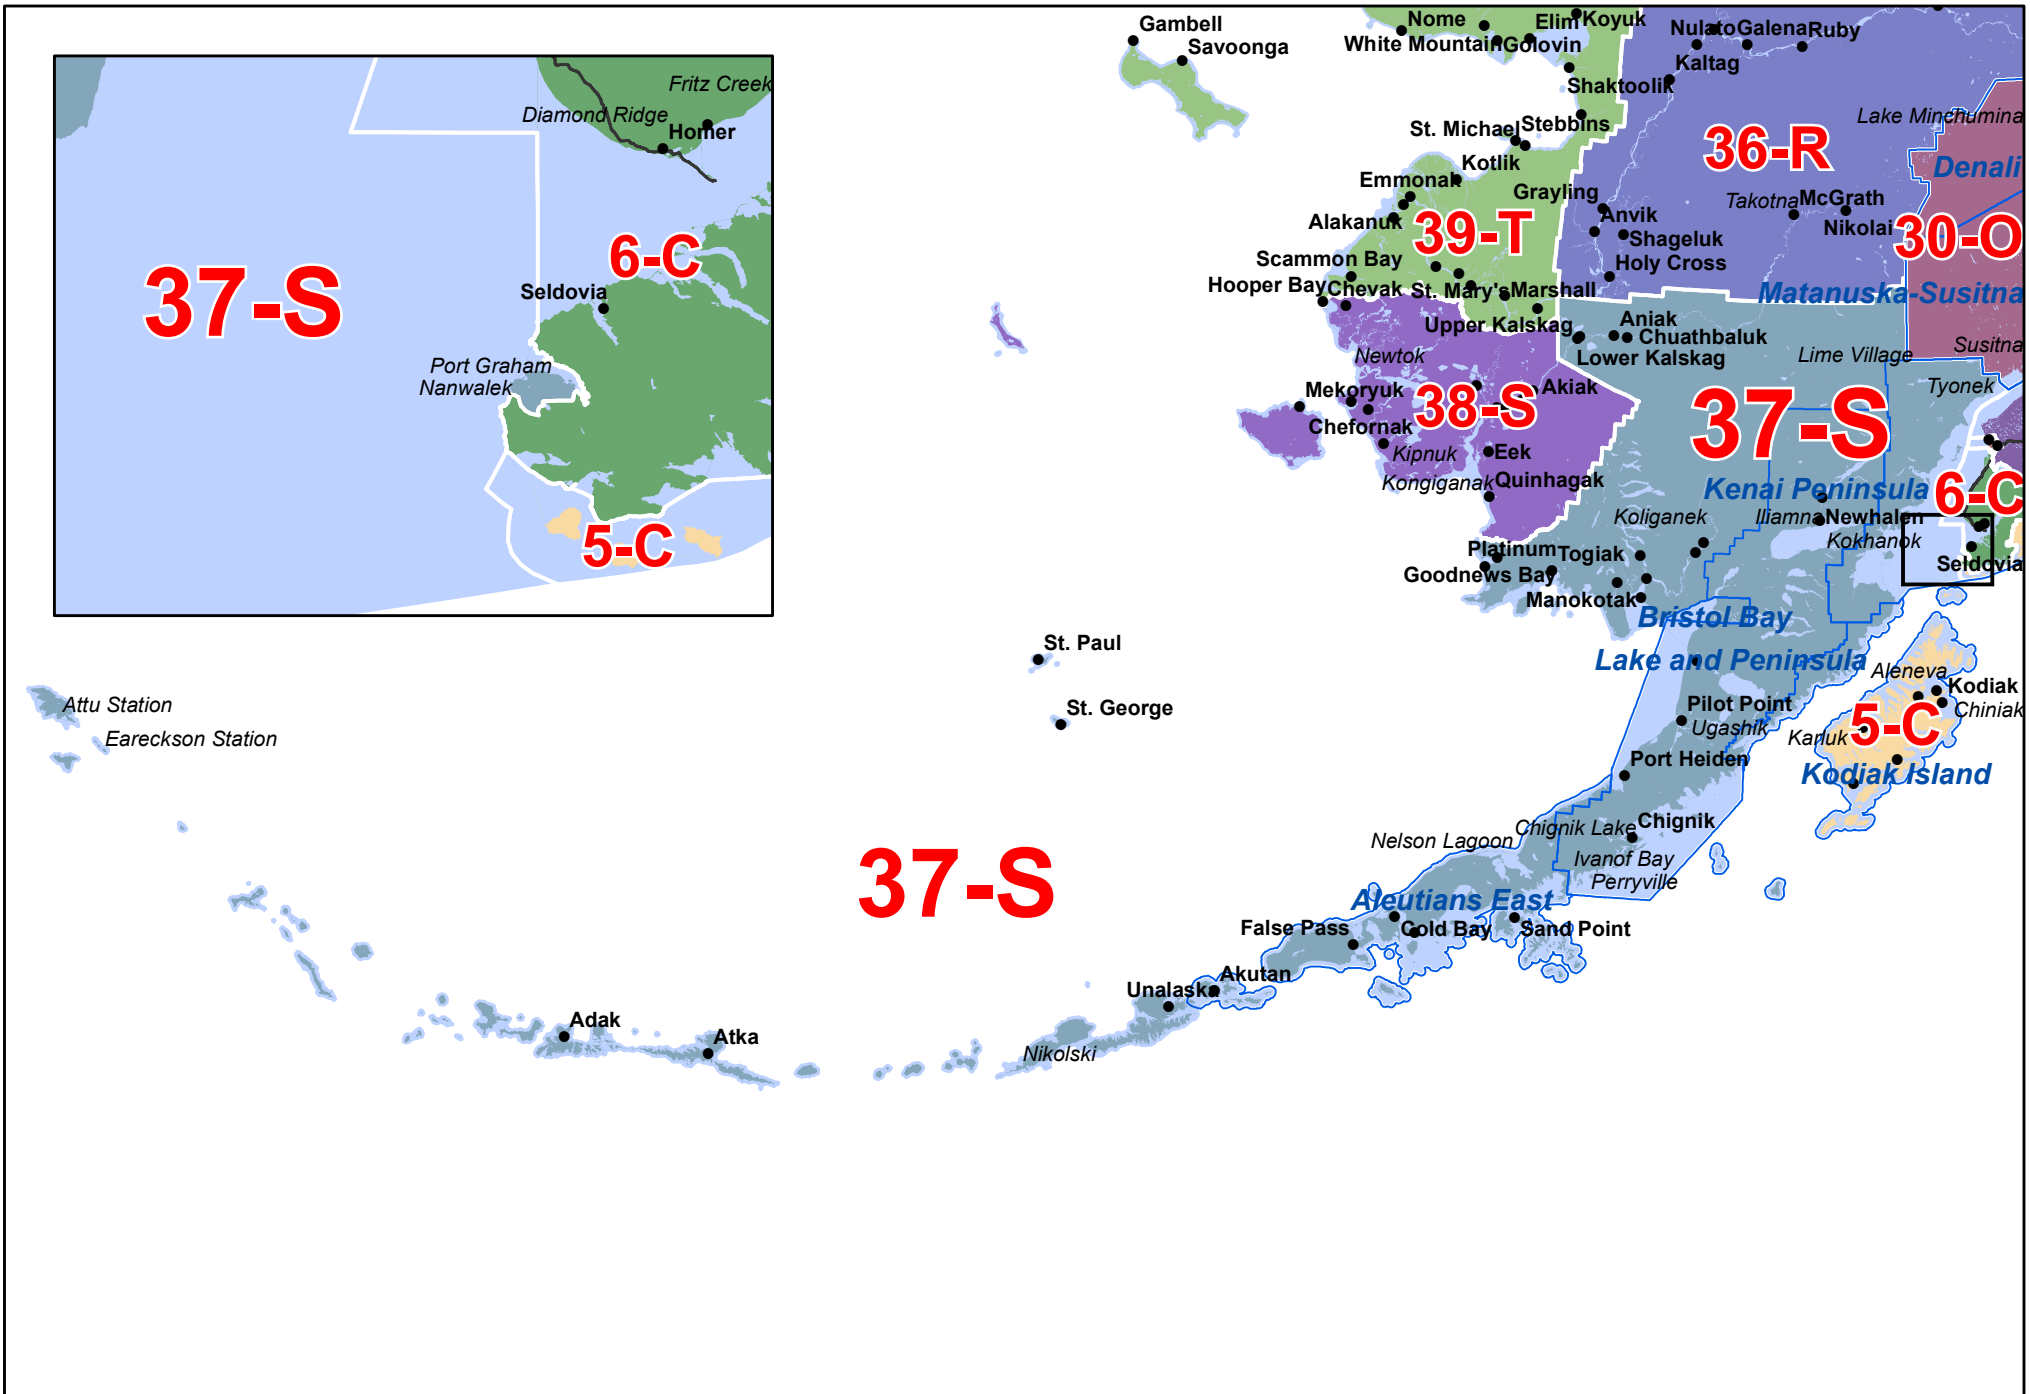 Gambell
Savoonga
Nome
Elim
Koyuk
White Mountain
Golovin
Shaktoolik
Nulato
Galena
Ruby
Kaltag
Lake Minchumina
36-R
Denali
St. Michael
Stebbins
Kotlik
Emmonak
Grayling
Alakanuk
39-T
Anvik
Takotna
McGrath
Nikolai
30-O
Shageluk
Scammon Bay
Holy Cross
Hooper Bay
Chevak
St. Mary's
Marshall
Matanuska-Susitna
Upper Kalskag
Aniak
Chuathbaluk
Lower Kalskag
Lime Village
Susitna
Newtok
Tyonek
Mekoryuk
38-S
Akiak
37-S
Chefornak
Kipnuk
Eek
Kongiganak
Quinhagak
Kenai Peninsula
6-C
Koliganek
Iliamna
Newhalen
Kokhanok
Platinum
Togiak
Seldovia
Goodnews Bay
Manokotak
Bristol Bay
Lake and Peninsula
Aleneva
Kodiak
Chiniak
Pilot Point
Ugashik
5-C
Karluk
Port Heiden
Kodiak Island
Chignik Lake
Chignik
Nelson Lagoon
Ivanof Bay
Perryville
Aleutians East
False Pass
Cold Bay
Sand Point
Akutan
Unalaska
Nikolski
St. Paul
St. George
37-S
Attu Station
Eareckson Station
Adak
Atka
Fritz Creek
Diamond Ridge
Homer
6-C
37-S
Seldovia
Port Graham
Nanwalek
5-C